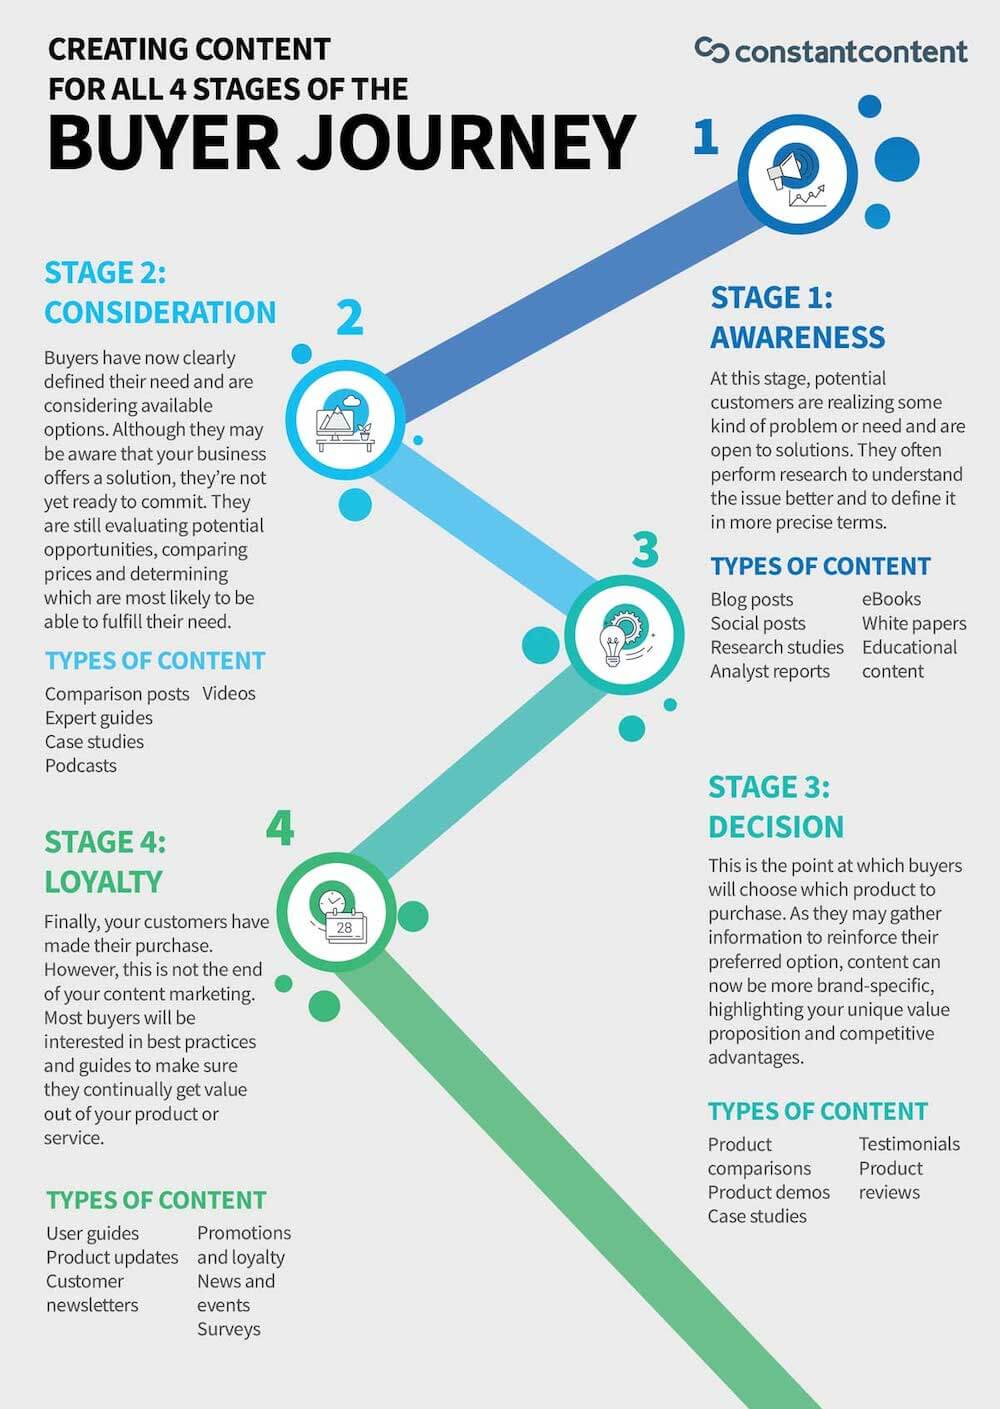 CREATING CONTENT
FOR ALL 4 STAGES OF THE
BUYER JOURNEY
constantcontent
1
STAGE 1:
AWARENESS
At this stage, potential
customers are realizing some
kind of problem or need and are
open to solutions. They often
perform research to understand
the issue better and to define it
in more precise terms.
TYPES OF CONTENT
Blog posts
Social posts
Research studies
Analyst reports
eBooks
White papers
Educational
content
2
STAGE 2:
CONSIDERATION
Buyers have now clearly
defined their need and are
considering available
options. Although they may
be aware that your business
offers a solution, they’re not
yet ready to commit. They
are still evaluating potential
opportunities, comparing
prices and determining
which are most likely to be
able to fulfill their need.
TYPES OF CONTENT
Comparison posts
Expert guides
Case studies
Podcasts
Videos
3
STAGE 3:
DECISION
This is the point at which buyers
will choose which product to
purchase. As they may gather
information to reinforce their
preferred option, content can
now be more brand-specific,
highlighting your unique value
proposition and competitive
advantages.
TYPES OF CONTENT
Product
comparisons
Product demos
Case studies
Testimonials
Product
reviews
4
28
STAGE 4:
LOYALTY
Finally, your customers have
made their purchase.
However, this is not the end
of your content marketing.
Most buyers will be
interested in best practices
and guides to make sure
they continually get value
out of your product or
service.
TYPES OF CONTENT
User guides
Product updates
Customer
newsletters
Promotions
and loyalty
News and
events
Surveys